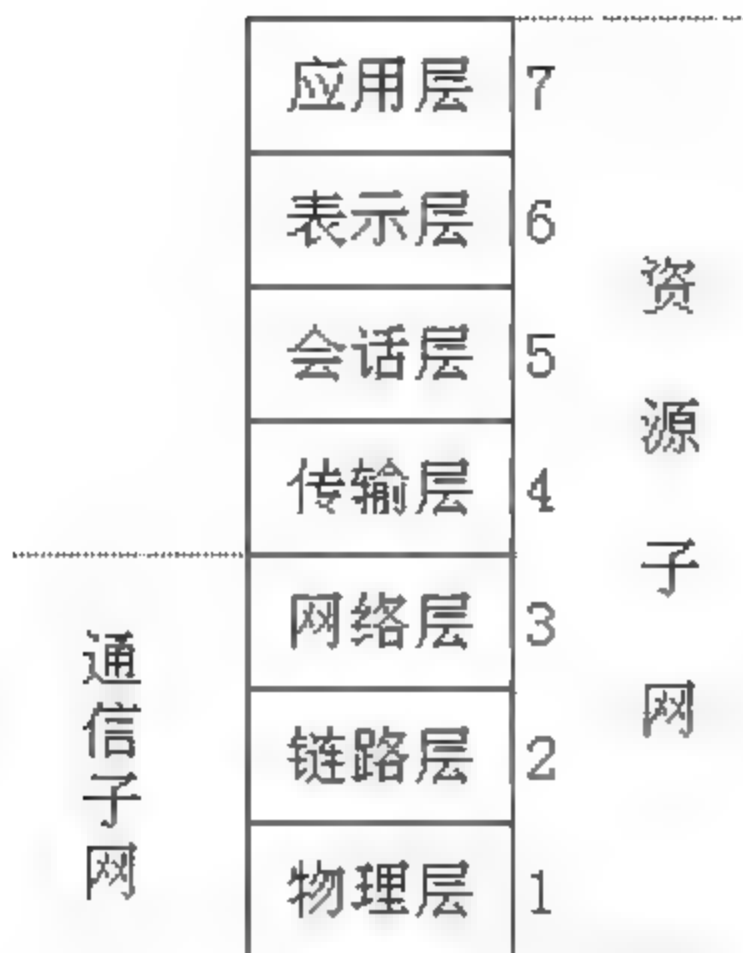 应用层 7
表示层 6
会话层 5
传输层 4
网络层 3
链路层 2
物理层 1
资源子网
通信子网